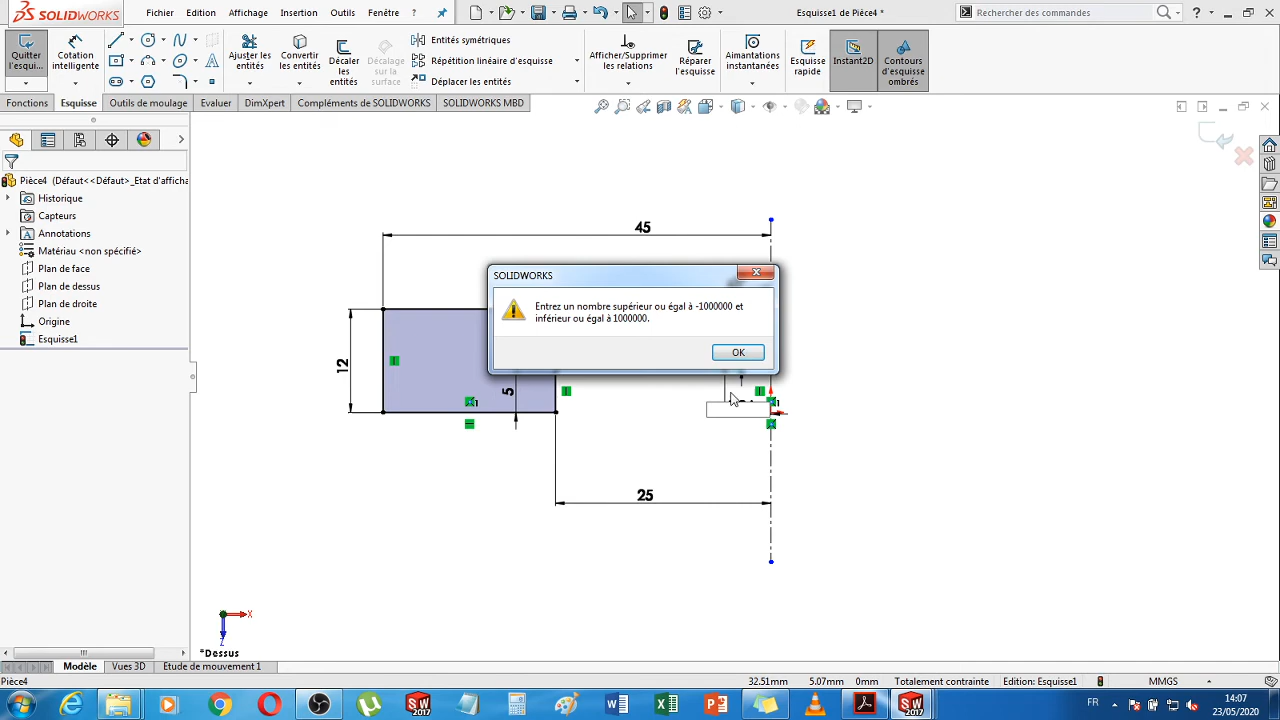 SOLIDWORKS
Fichier Edition Affichage Insertion Outils Fenêtre
Esquisse1 de Pièce4 *
Rechercher des commandes
Quitter l'esqui...
Cotation intelligente
Ajuster les entités
Convertir les entités
Décaler les entités
Décalage sur la surface
Entités symétriques
Répétition linéaire d'esquisse
Déplacer les entités
Afficher/Supprimer les relations
Réparer l'esquisse
Aimantations instantanées
Esquisse rapide
Instant2D
Contours d'esquisse ombrés
Fonctions Esquisse Outils de moulage Evaluer DimXpert Compléments de SOLIDWORKS SOLIDWORKS MBD
Pièce4 (Défaut<<Défaut>_Etat d'afficha
Historique
Capteurs
Annotations
Matériau <non spécifié>
Plan de face
Plan de dessus
Plan de droite
Origine
Esquisse1
45
SOLIDWORKS
Entrez un nombre supérieur ou égal à -1000000 et
inférieur ou égal à 1000000.
OK
12
5
1
1
25
X
Z
*Dessus
Modèle Vues 3D Etude de mouvement 1
Pièce4
32.51mm 5.07mm 0mm Totalement contrainte Edition: Esquisse1 MMGS
FR
14:07
23/05/2020